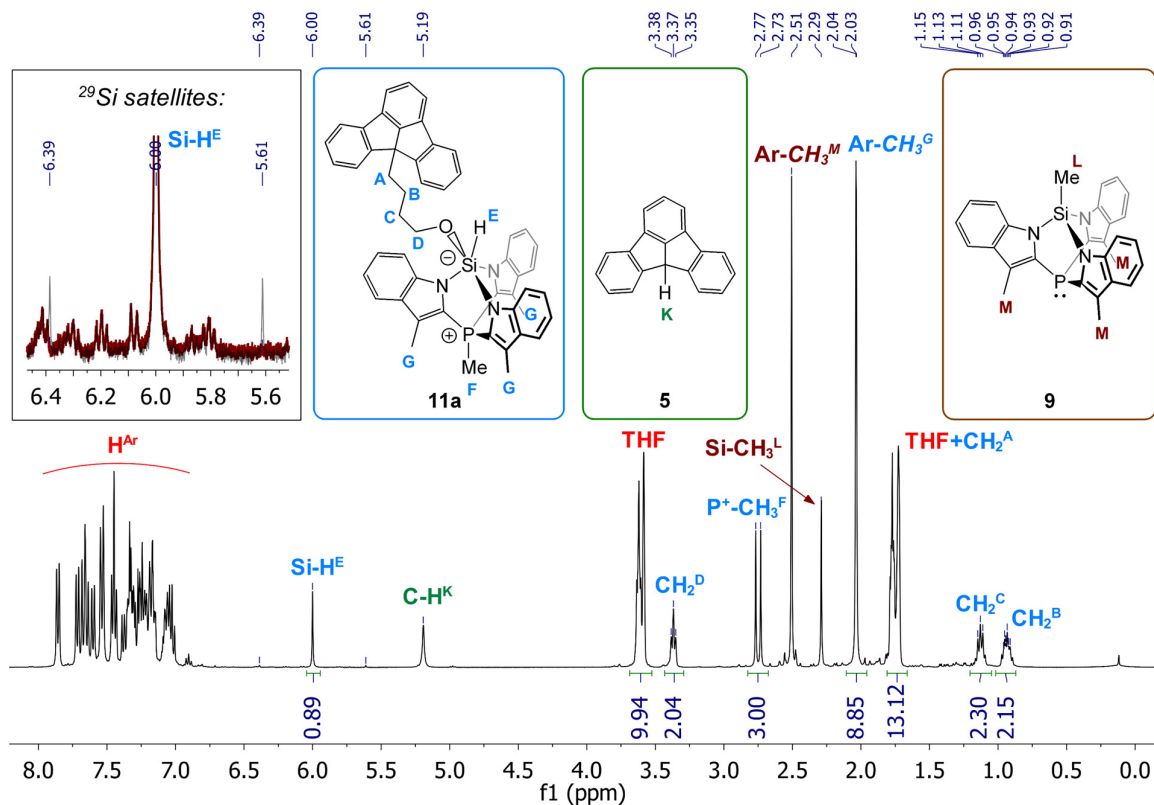 6.39
6.00
5.61
5.19
3.38
3.37
3.35
2.77
2.73
2.51
2.29
2.04
2.03
1.15
1.13
1.11
0.96
0.95
0.94
0.93
0.92
0.91
29Si satellites:
Si-HE
6.39
6.00
5.61
6.4 6.2 6.0 5.8 5.6
A
B
C
D
O
H
E
⊖
Si
N
N
N
G
P
⊕
G
Me
F
G
11a
H
K
5
L
Me
Si
N
N
N
M
P
M
M
9
Ar-CH3M
Ar-CH3G
HAr
THF
Si-CH3L
THF+CH2A
P+-CH3F
Si-HE
C-HK
CH2D
CH2C
CH2B
0.89
9.94
2.04
3.00
8.85
13.12
2.30
2.15
8.0 7.5 7.0 6.5 6.0 5.5 5.0 4.5 4.0 3.5 3.0 2.5 2.0 1.5 1.0 0.5 0.0
f1 (ppm)